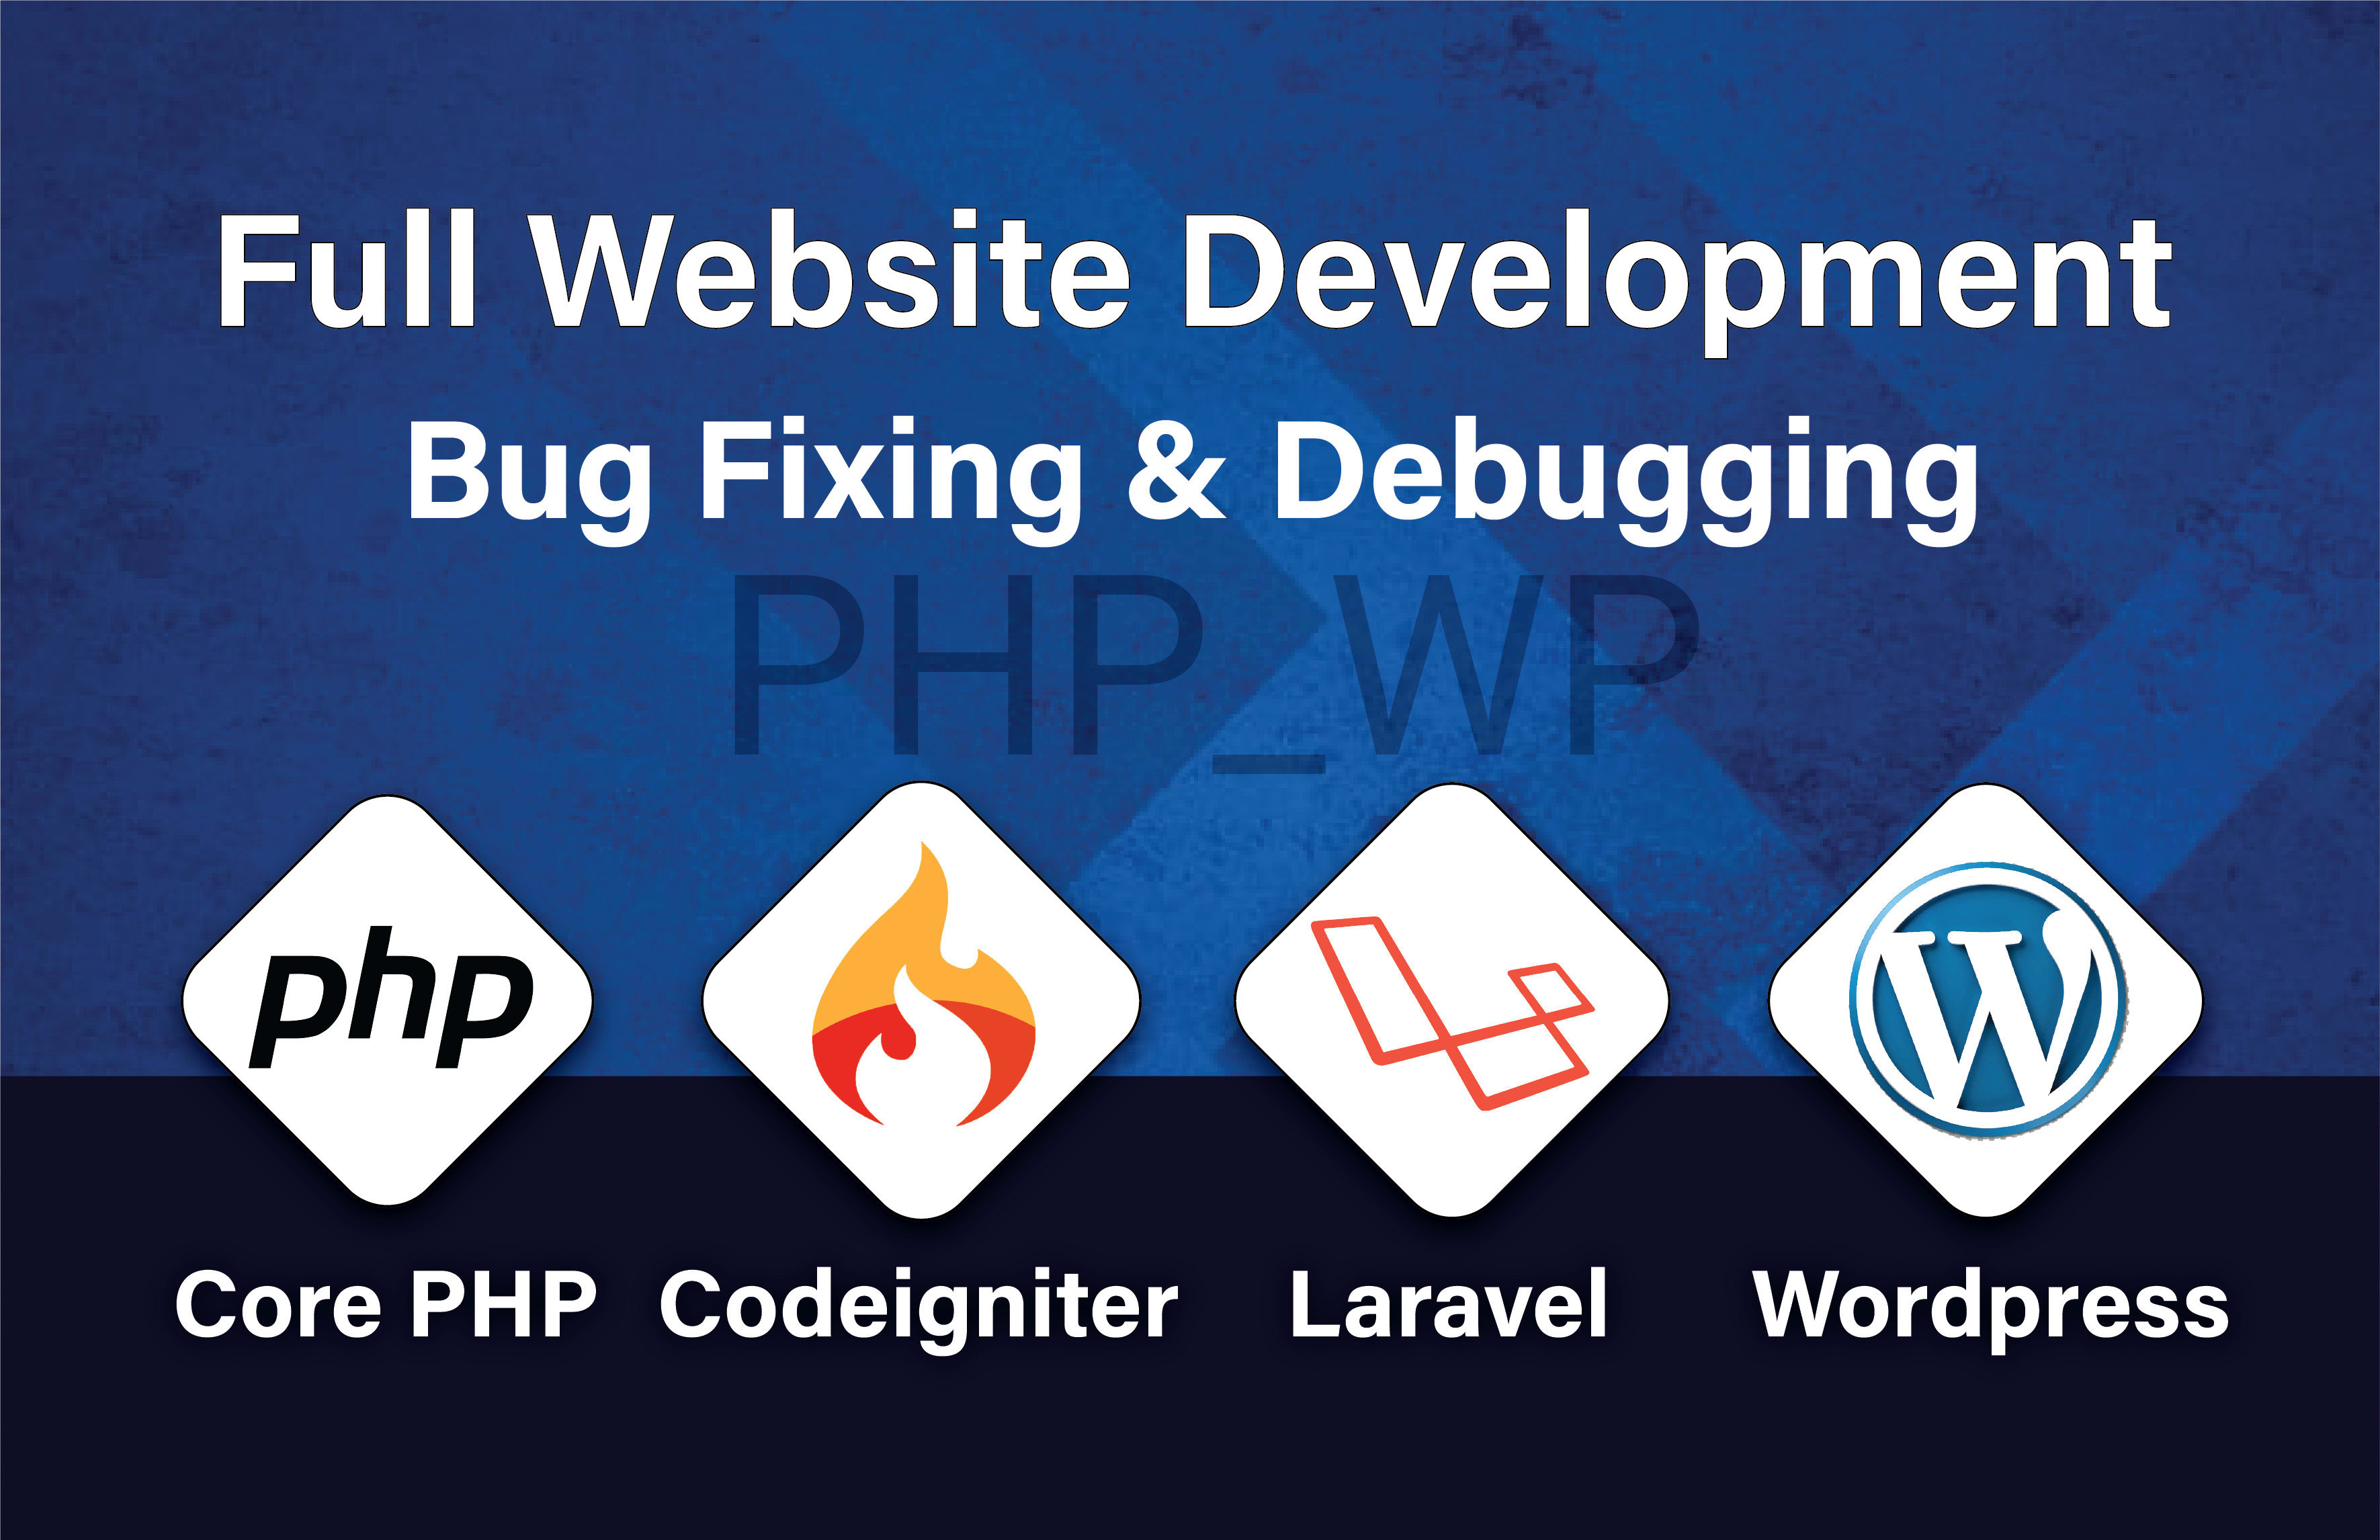 Full Website Development
Bug Fixing & Debugging
PHP_WP
php
Core PHP Codeigniter Laravel Wordpress